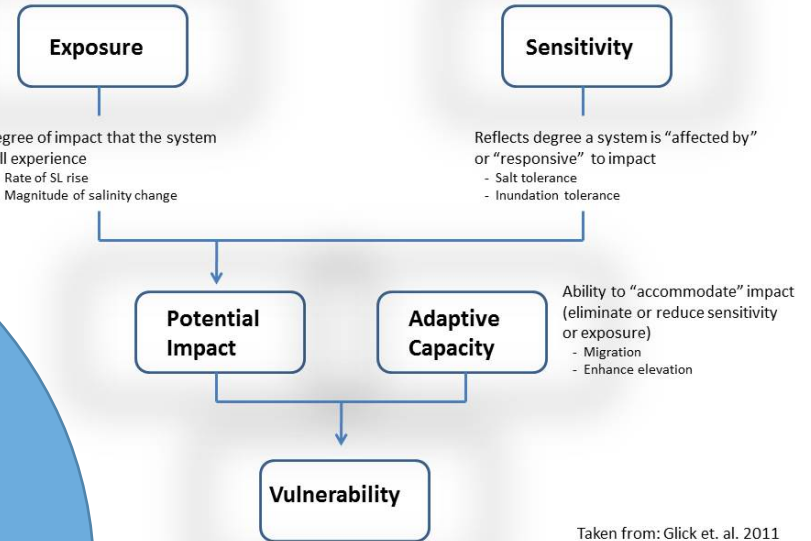 Exposure
Sensitivity
egree of impact that the system
ll experience
Rate of SL rise
Magnitude of salinity change
Reflects degree a system is “affected by”
or “responsive” to impact
- Salt tolerance
- Inundation tolerance
Potential
Impact
Adaptive
Capacity
Ability to “accommodate” impact
(eliminate or reduce sensitivity
or exposure)
- Migration
- Enhance elevation
Vulnerability
Taken from: Glick et. al. 2011